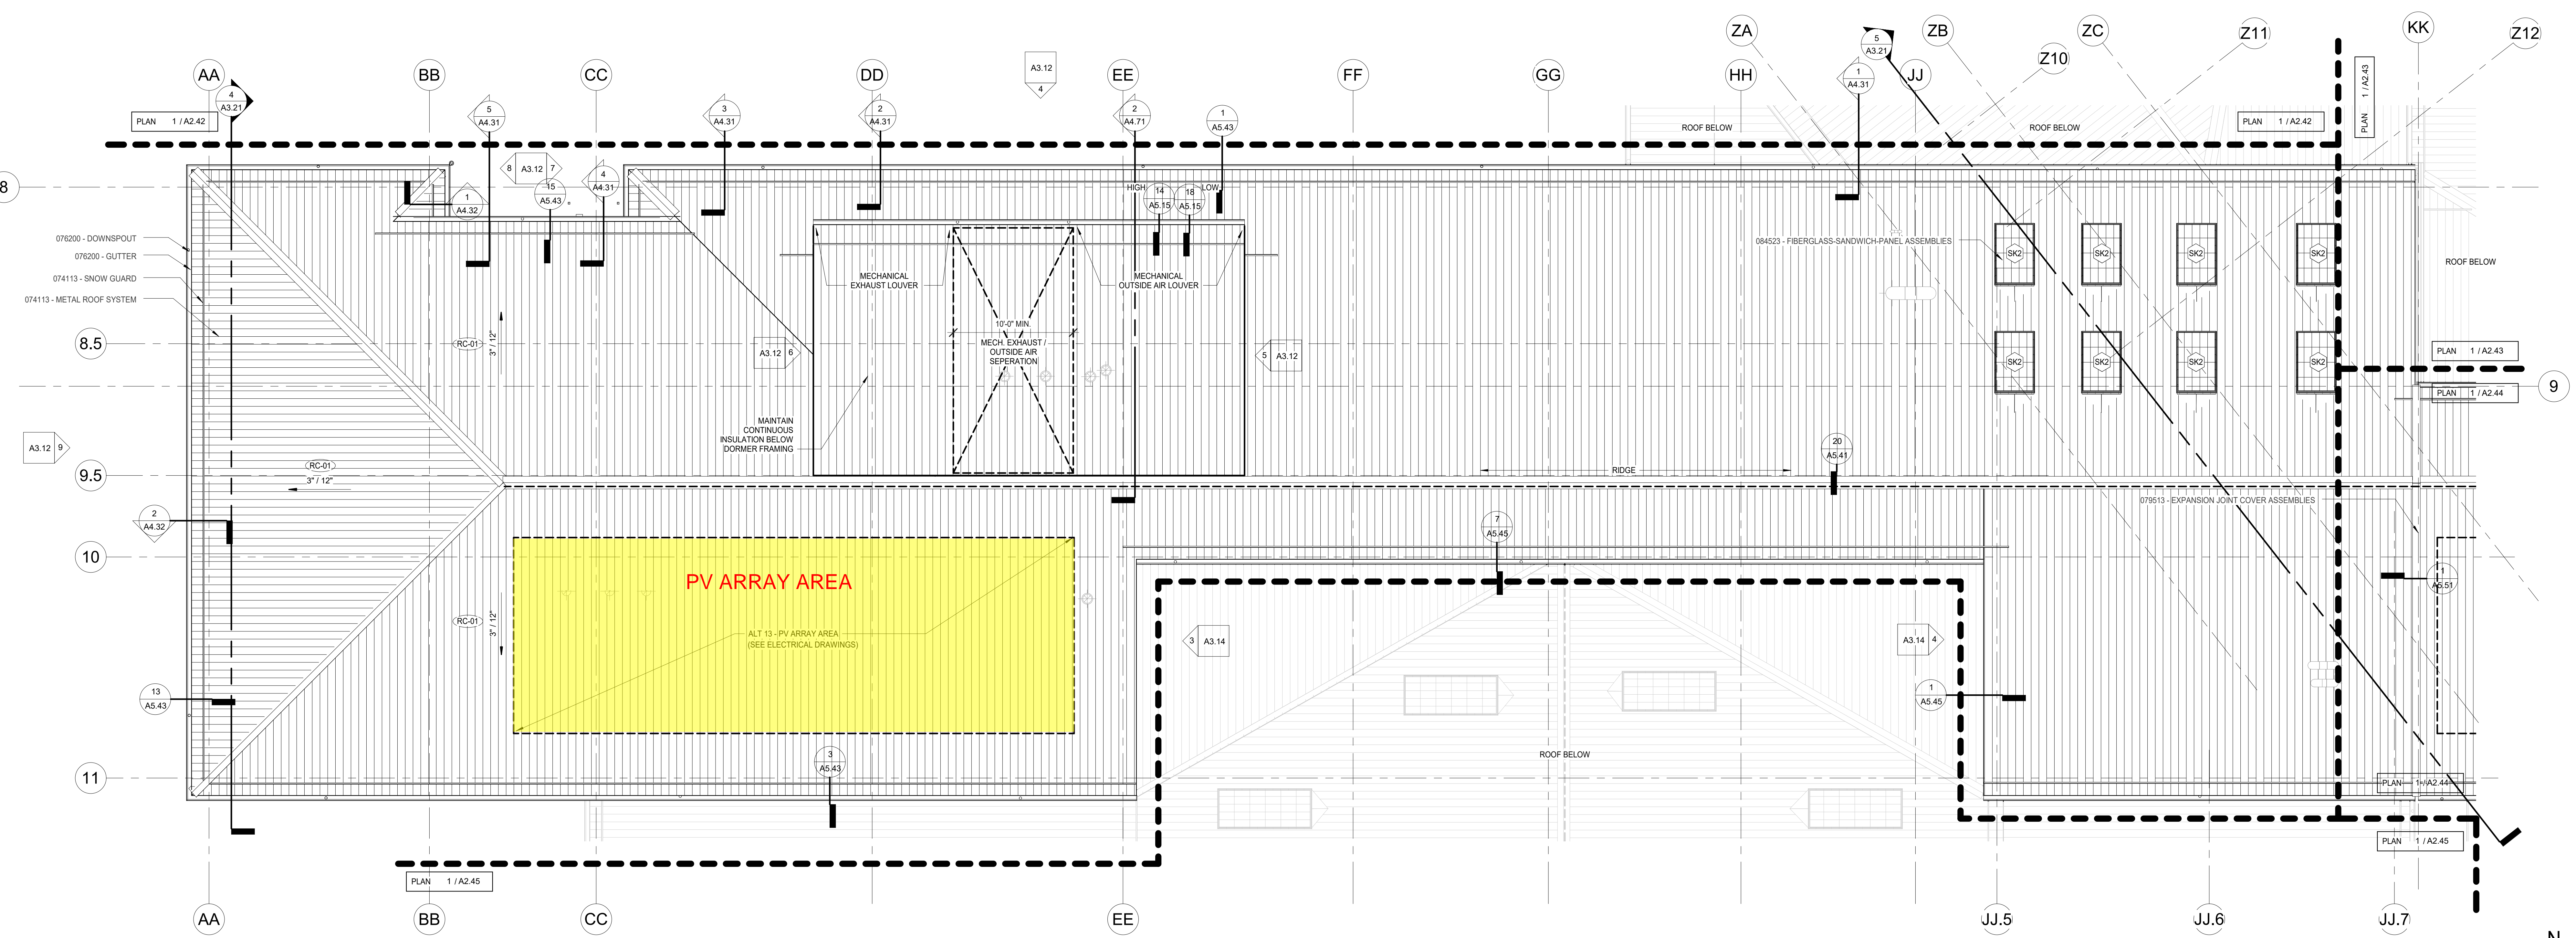 ZA
5
A3.21
ZB
ZC
Z11
KK
Z12
Z10
AA
BB
CC
DD
A3.12
4
EE
FF
GG
HH
1
A4.31
JJ
PLAN 1 / A2.43
4
A3.21
PLAN 1 / A2.42
5
A4.31
3
A4.31
2
A4.31
2
A4.71
1
A5.43
ROOF BELOW
ROOF BELOW
PLAN 1 / A2.42
8
8 A3.12 7
15
A5.43
4
A4.31
1
A4.32
HIGH
LOW
14
A5.15
18
A5.15
076200 - DOWNSPOUT
076200 - GUTTER
074113 - SNOW GUARD
074113 - METAL ROOF SYSTEM
084523 - FIBERGLASS-SANDWICH-PANEL ASSEMBLIES
SK2
SK2
SK2
SK2
ROOF BELOW
MECHANICAL
EXHAUST LOUVER
MECHANICAL
OUTSIDE AIR LOUVER
10'-0" MIN.
MECH. EXHAUST /
OUTSIDE AIR
SEPERATION
8.5
RC-01
3" / 12"
A3.12 6
5 A3.12
SK2
SK2
SK2
SK2
PLAN 1 / A2.43
PLAN 1 / A2.44
9
MAINTAIN
CONTINUOUS
INSULATION BELOW
DORMER FRAMING
A3.12 9
9.5
RC-01
3" / 12"
RIDGE
20
A5.41
079513 - EXPANSION JOINT COVER ASSEMBLIES
2
A4.32
7
A5.45
10
PV ARRAY AREA
1
A5.51
RC-01
3" / 12"
ALT 13 - PV ARRAY AREA
(SEE ELECTRICAL DRAWINGS)
3 A3.14
A3.14 4
13
A5.43
1
A5.45
3
A5.43
ROOF BELOW
11
PLAN 1 / A2.44
PLAN 1 / A2.45
PLAN 1 / A2.45
AA
BB
CC
EE
JJ.5
JJ.6
JJ.7
N